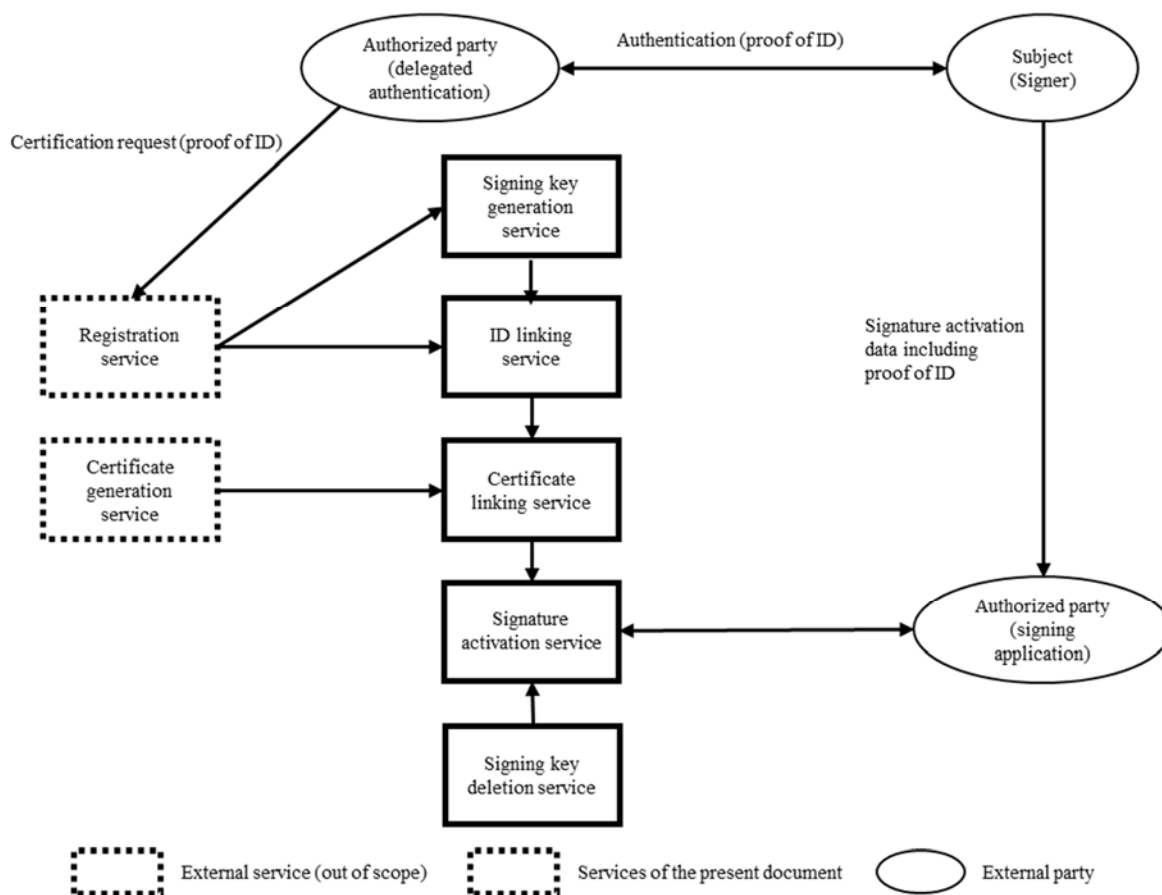 Authorized party
(delegated
authentication)
Authentication (proof of ID)
Subject
(Signer)
Certification request (proof of ID)
Signing key
generation
service
Registration
service
ID linking
service
Signature activation
data including
proof of ID
Certificate
generation
service
Certificate
linking service
Signature
activation service
Authorized party
(signing
application)
Signing key
deletion service
External service (out of scope)
Services of the present document
External party